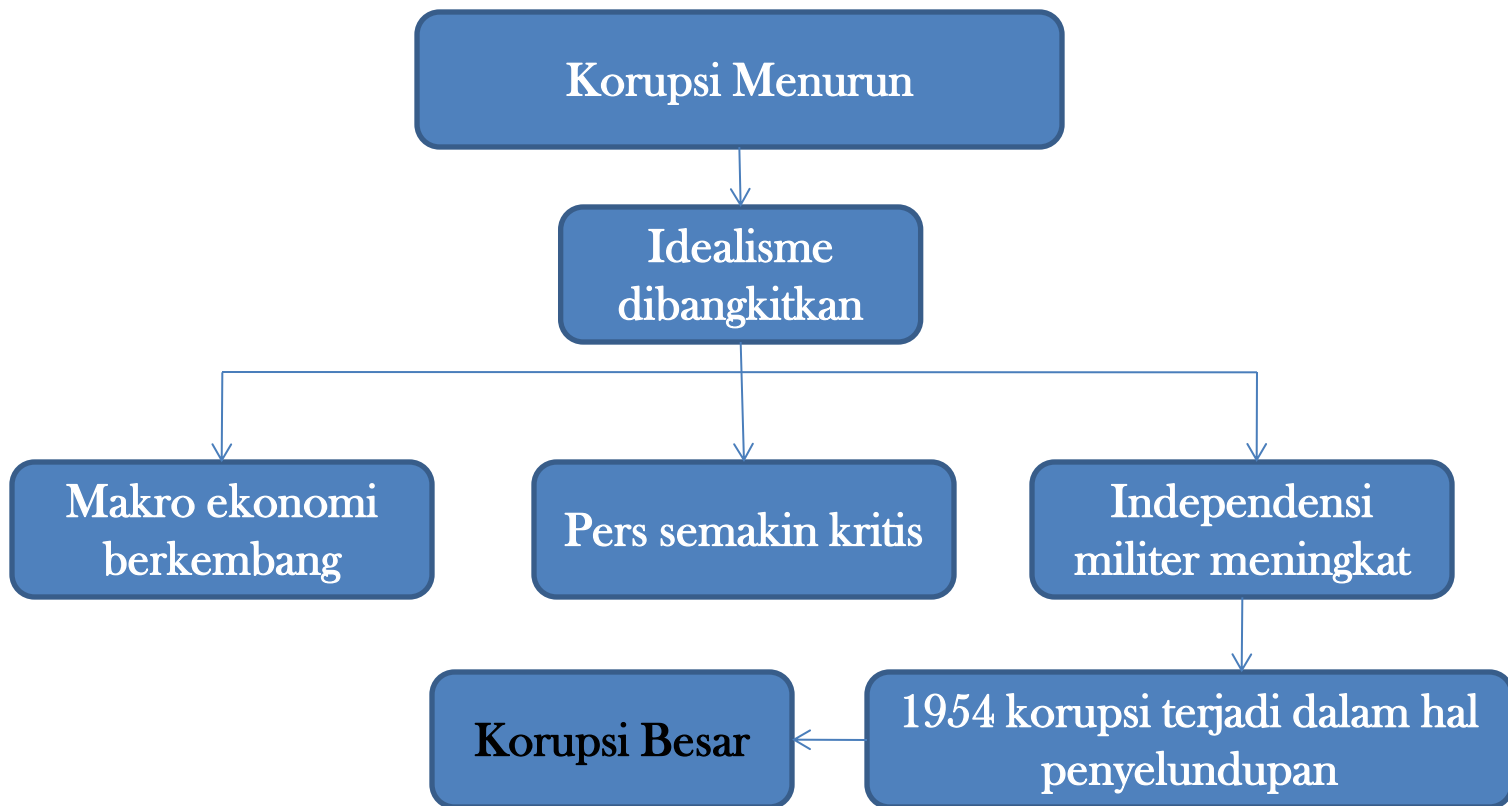 Korupsi Menurun
Idealisme
dibangkitkan
Makro ekonomi
berkembang
Pers semakin kritis
Independensi
militer meningkat
Korupsi Besar
1954 korupsi terjadi dalam hal
penyelundupan